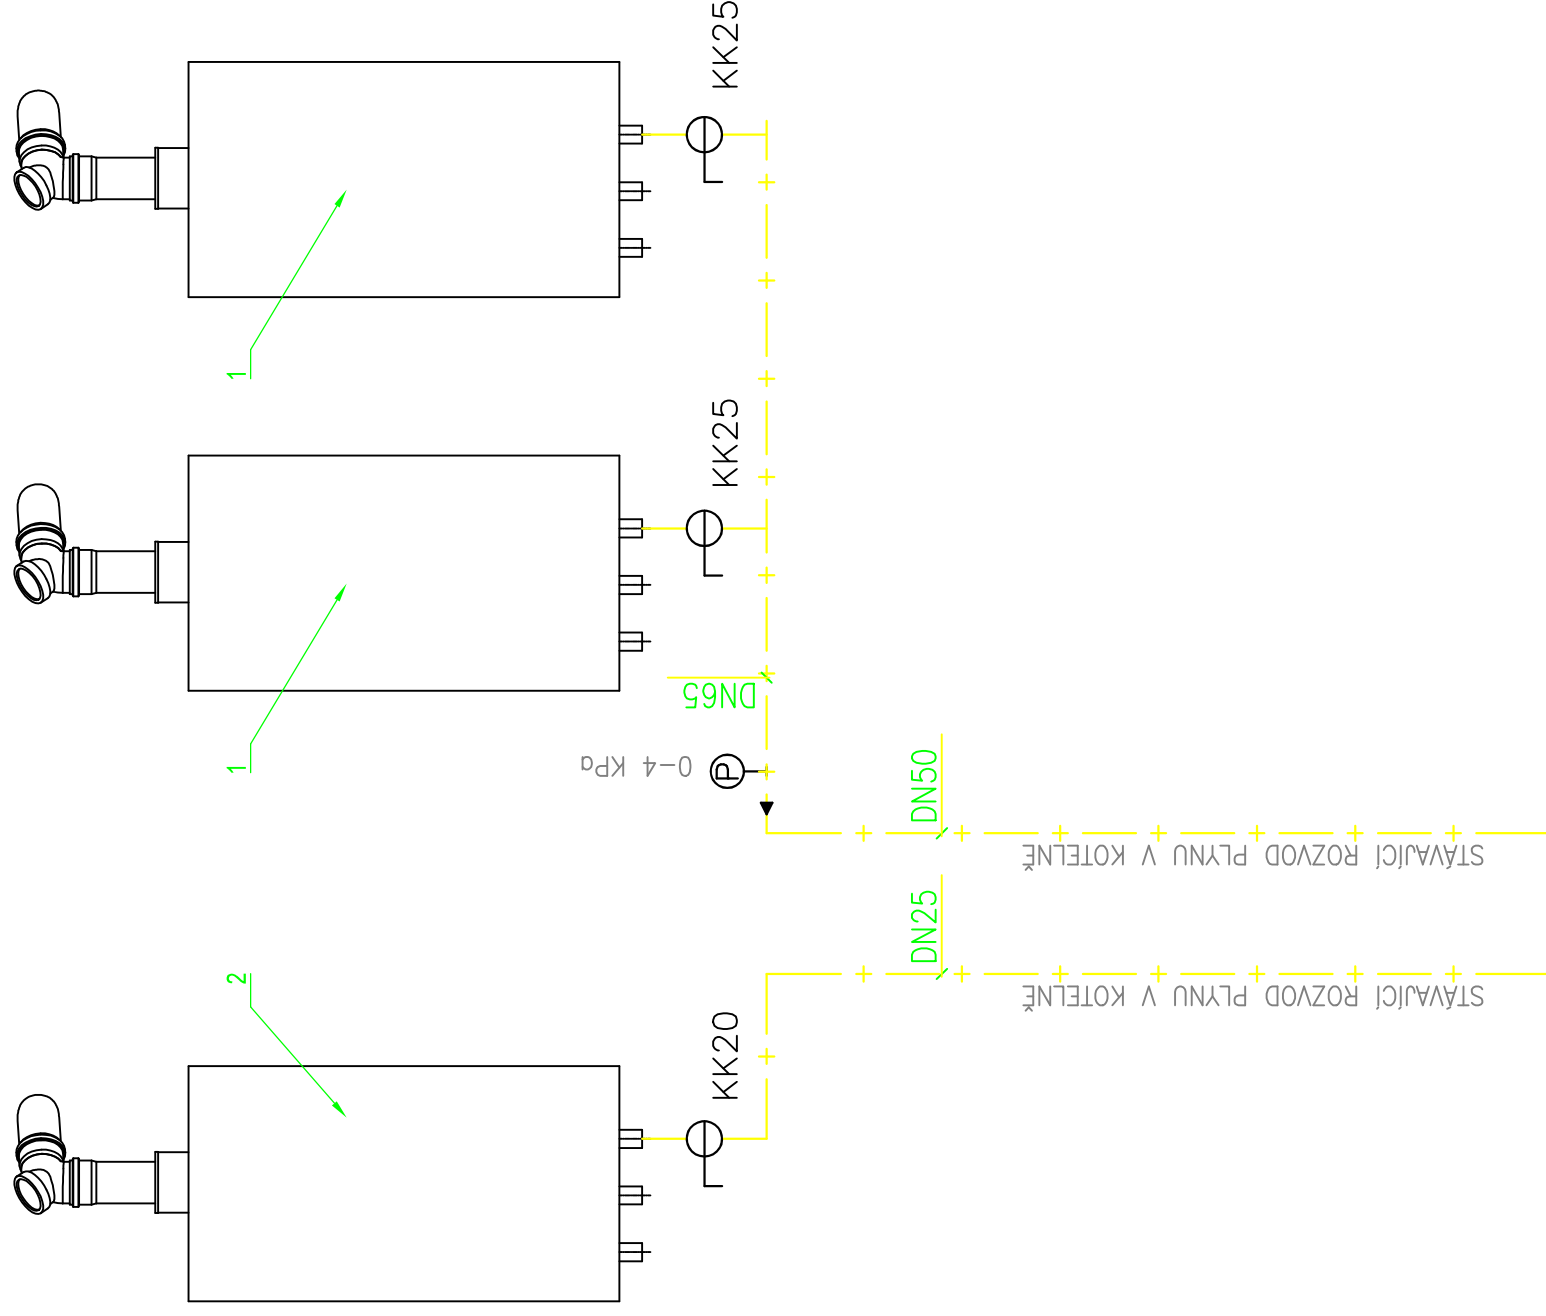 KK25
1
KK25
DN65
1
0-4 KPa
P
DN50
STÁVAJÍCÍ ROZVOD PLYNU V KOTELNĚ
DN25
2
STÁVAJÍCÍ ROZVOD PLYNU V KOTELNĚ
KK20